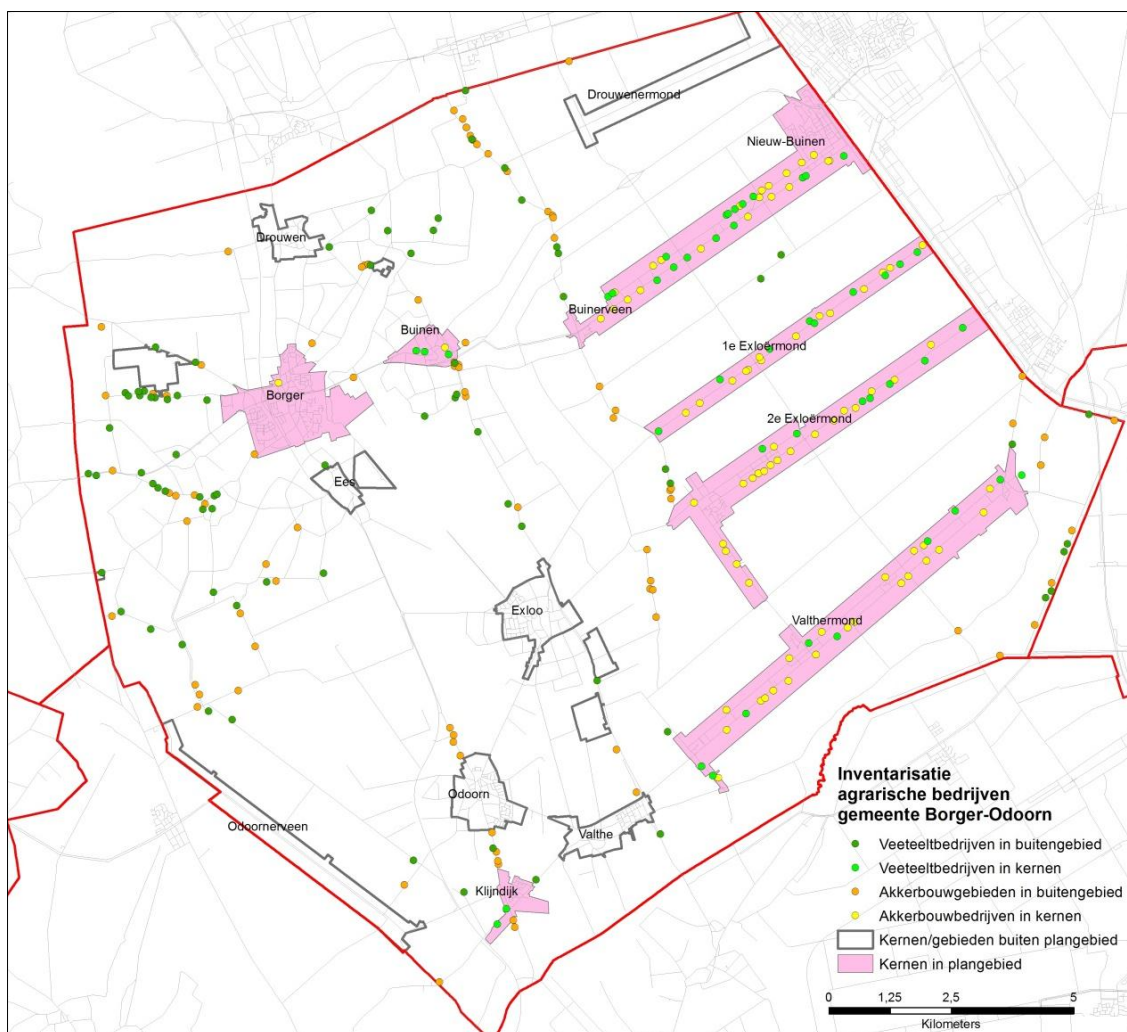 Drouwenermond
Nieuw-Buinen
Drouwen
Buinerveen
Buinen
1e Exloërmond
Borger
2e Exloërmond
Ees
Exloo
Valthermond
Odoorn
Odoornerveen
Valthe
Klijndijk
Inventarisatie
agrarische bedrijven
gemeente Borger-Odoorn
Veeteeltbedrijven in buitengebied
Veeteeltbedrijven in kernen
Akkerbouwgebieden in buitengebied
Akkerbouwbedrijven in kernen
Kernen/gebieden buiten plangebied
Kernen in plangebied
0 1,25 2,5 5
Kilometers